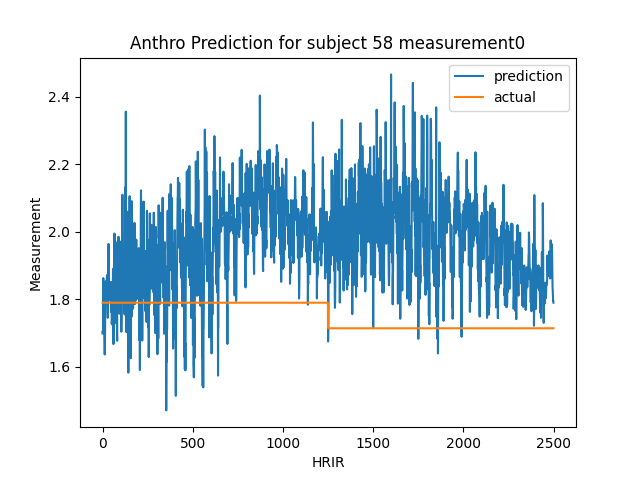 Anthro Prediction for subject 58 measurement0
prediction
actual
Measurement
2.4
2.2
2.0
1.8
1.6
0
500
1000
1500
2000
2500
HRIR